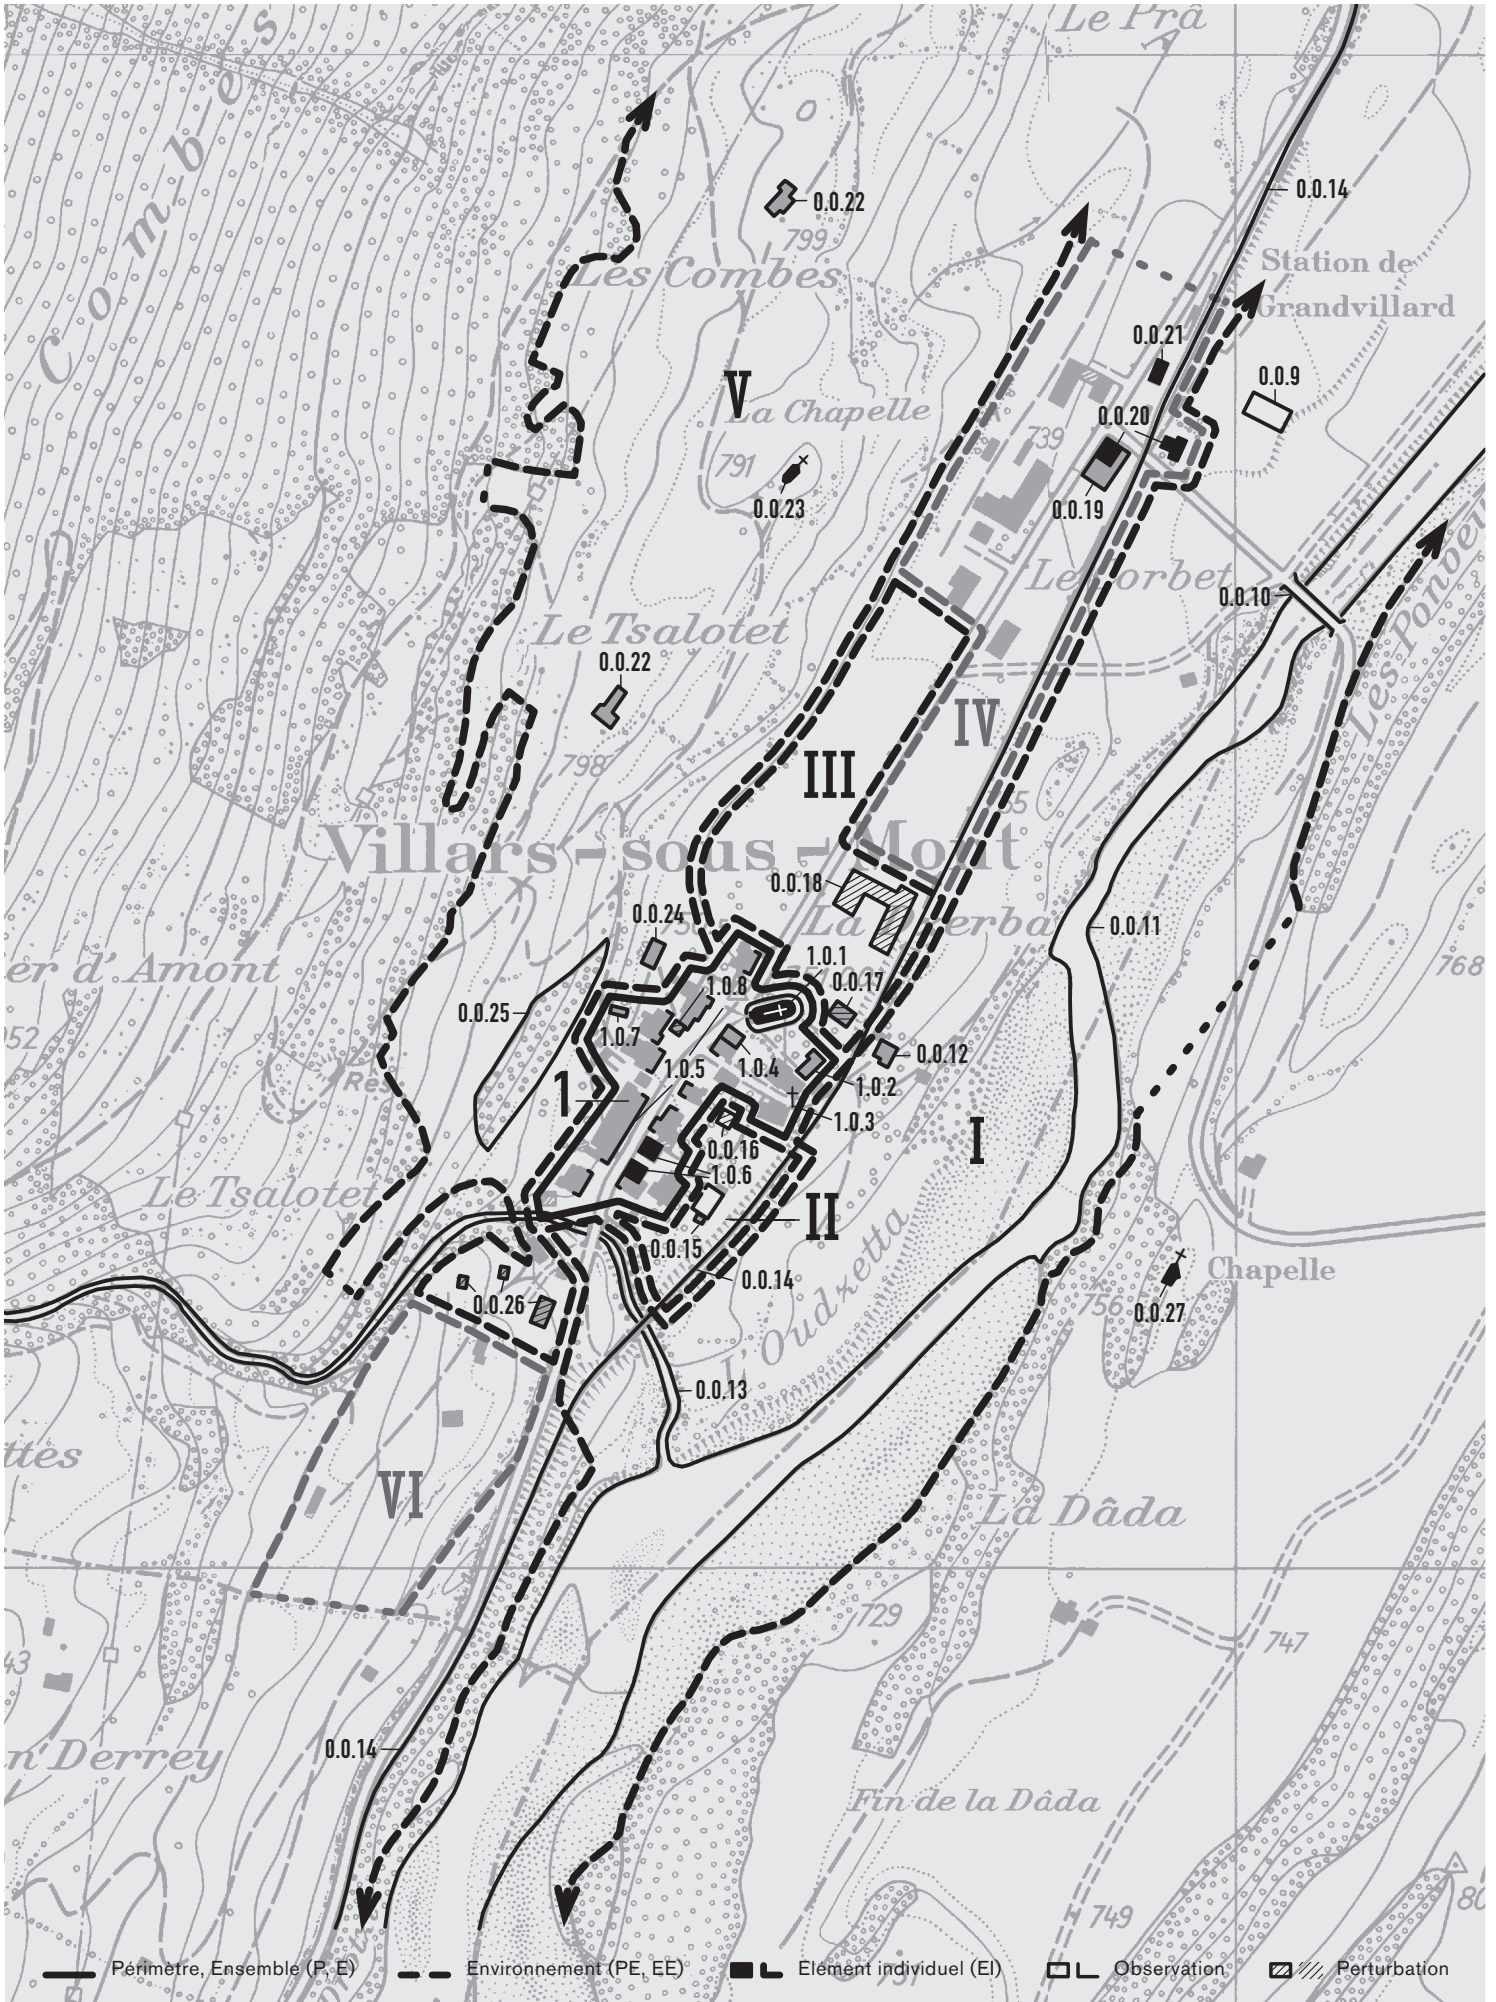 Le Prâ
Combes
0.0.14
0.0.22
799
Les Combes
Station de
Grandvillard
0.0.21
0.0.9
V
La Chapelle
0.0.20
739
791
0.0.23
0.0.19
0.0.10
Le Tsalotet
0.0.22
IV
798
III
Villars-sous-Mont
0.0.18
0.0.24
0.0.11
er d'Amont
768
1.0.1
1.0.8
0.0.17
0.0.25
1.0.7
0.0.12
1.0.5
1.0.4
1.0.2
1
1.0.3
I
0.0.16
1.0.6
Le Tsalotet
II
0.0.15
0.0.14
L'Oudzetta
Chapelle
756
0.0.27
0.0.26
0.0.13
ttes
VI
La Dâda
729
747
0.0.14
n Derrey
Fin de la Dâda
749
Périmètre, Ensemble (P, E)
Environnement (PE, EE)
Elément individuel (EI)
Observation
Perturbation